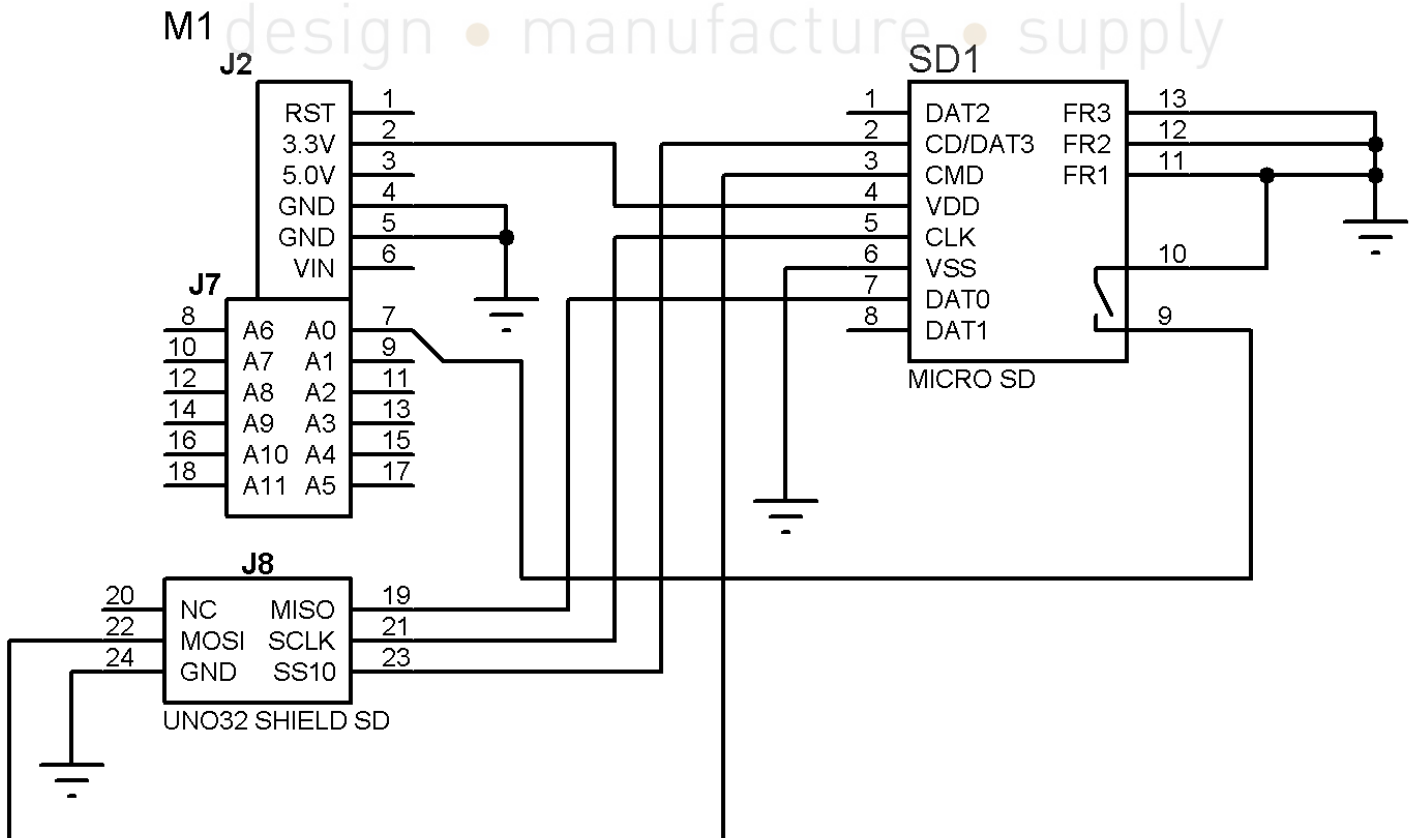 design • manufacture • supply
M1
J2
SD1
RST 1
3.3V 2
5.0V 3
GND 4
GND 5
VIN 6
J7
8 A6 A0 7
10 A7 A1 9
12 A8 A2 11
14 A9 A3 13
16 A10 A4 15
18 A11 A5 17
1 DAT2 FR3 13
2 CD/DAT3 FR2 12
3 CMD FR1 11
4 VDD
5 CLK
6 VSS 10
7 DAT0
8 DAT1 9
MICRO SD
J8
20 NC MISO 19
22 MOSI SCLK 21
24 GND SS10 23
UNO32 SHIELD SD